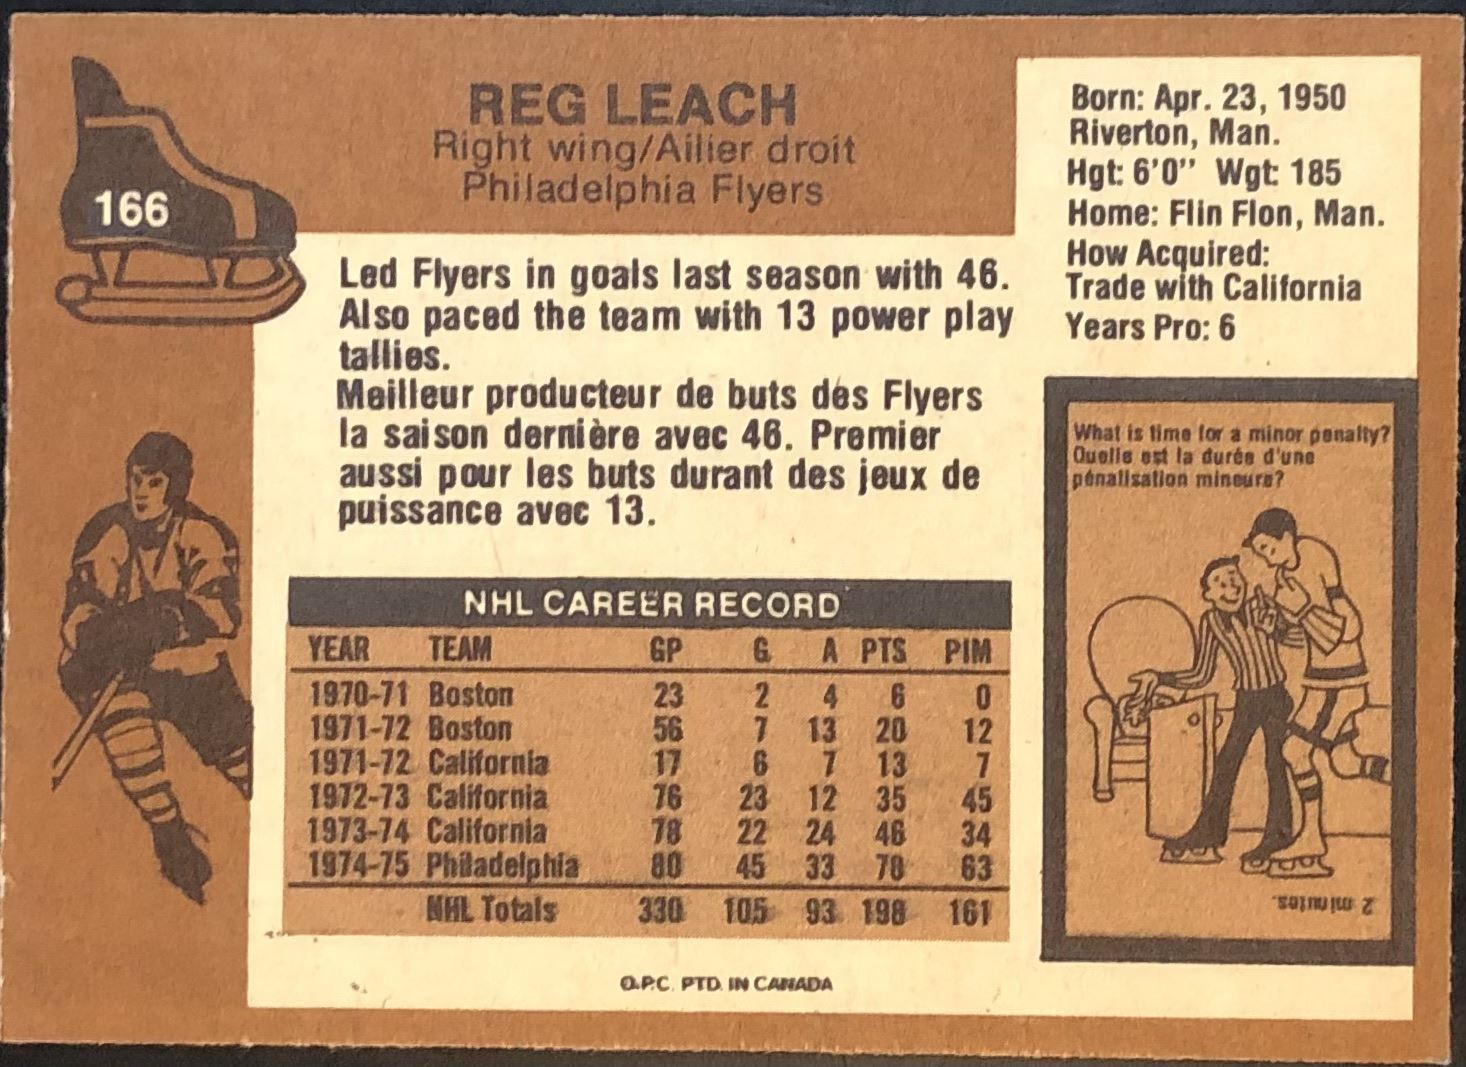 166
REG LEACH
Right wing/Ailier droit
Philadelphia Flyers
Born: Apr. 23, 1950
Riverton, Man.
Hgt: 6'0" Wgt: 185
Home: Flin Flon, Man.
How Acquired:
Trade with California
Years Pro: 6
Led Flyers in goals last season with 46.
Also paced the team with 13 power play
tallies.
Meilleur producteur de buts des Flyers
la saison dernière avec 46. Premier
aussi pour les buts durant des jeux de
puissance avec 13.
What is time for a minor penalty?
Quelle est la durée d'une
pénalisation mineure?
2 minutes.
NHL CAREER RECORD
YEAR TEAM GP G A PTS PIM
1970-71 Boston 23 2 4 6 0
1971-72 Boston 56 7 13 20 12
1971-72 California 17 6 7 13 7
1972-73 California 76 23 12 35 45
1973-74 California 78 22 24 46 34
1974-75 Philadelphia 80 45 33 78 63
NHL Totals 330 105 93 198 161
O.P.C. PTD. IN CANADA